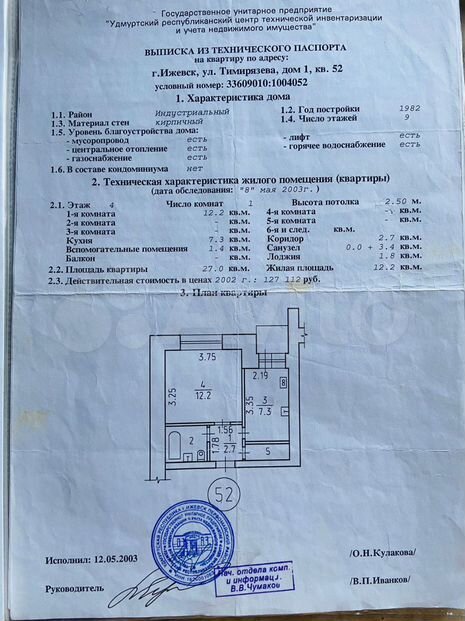 Государственное унитарное предприятие
"Удмуртский республиканский центр технической инвентаризации
и учета недвижимого имущества"
ВЫПИСКА ИЗ ТЕХНИЧЕСКОГО ПАСПОРТА
на квартиру по адресу:
г.Ижевск, ул. Тимирязева, дом 1, кв. 52
условный номер: 33609010:1004052
1. Характеристика дома
1.1. Район Индустриальный 1.2. Год постройки 1982
1.3. Материал стен кирпичный 1.4. Число этажей 9
1.5. Уровень благоустройства дома:
- мусоропровод есть - лифт есть
- центральное отопление есть - горячее водоснабжение есть
- газоснабжение есть
1.6. В составе кондоминиума нет
2. Техническая характеристика жилого помещения (квартиры)
(дата обследования: "8" мая 2003г.)
2.1. Этаж 4 Число комнат 1 Высота потолка 2.50 м.
1-я комната 12.2 кв.м. 4-я комната - кв.м.
2-я комната - кв.м. 5-я комната - кв.м.
3-я комната - кв.м. 6-я и след. - кв.м.
Кухня 7.3 кв.м. Коридор 2.7 кв.м.
Вспомогательные помещения 1.4 кв.м. Санузел 0.0 + 3.4 кв.м.
Балкон - кв.м. Лоджия 1.8 кв.м.
2.2. Площадь квартиры 27.0 кв.м. Жилая площадь 12.2 кв.м.
2.3. Действительная стоимость в ценах 2002 г.: 127 112 руб.
3. План квартиры
3.75
2.19
3.25
4
12.2
8
3.35
3
7.3
1.56
2
1.78
1
2.7
5
52
Исполнил: 12.05.2003 /О.Н.Кулакова/
Нач. отдела комп.
и информац.
В.В.Чумаков
Руководитель /В.П.Иванков/